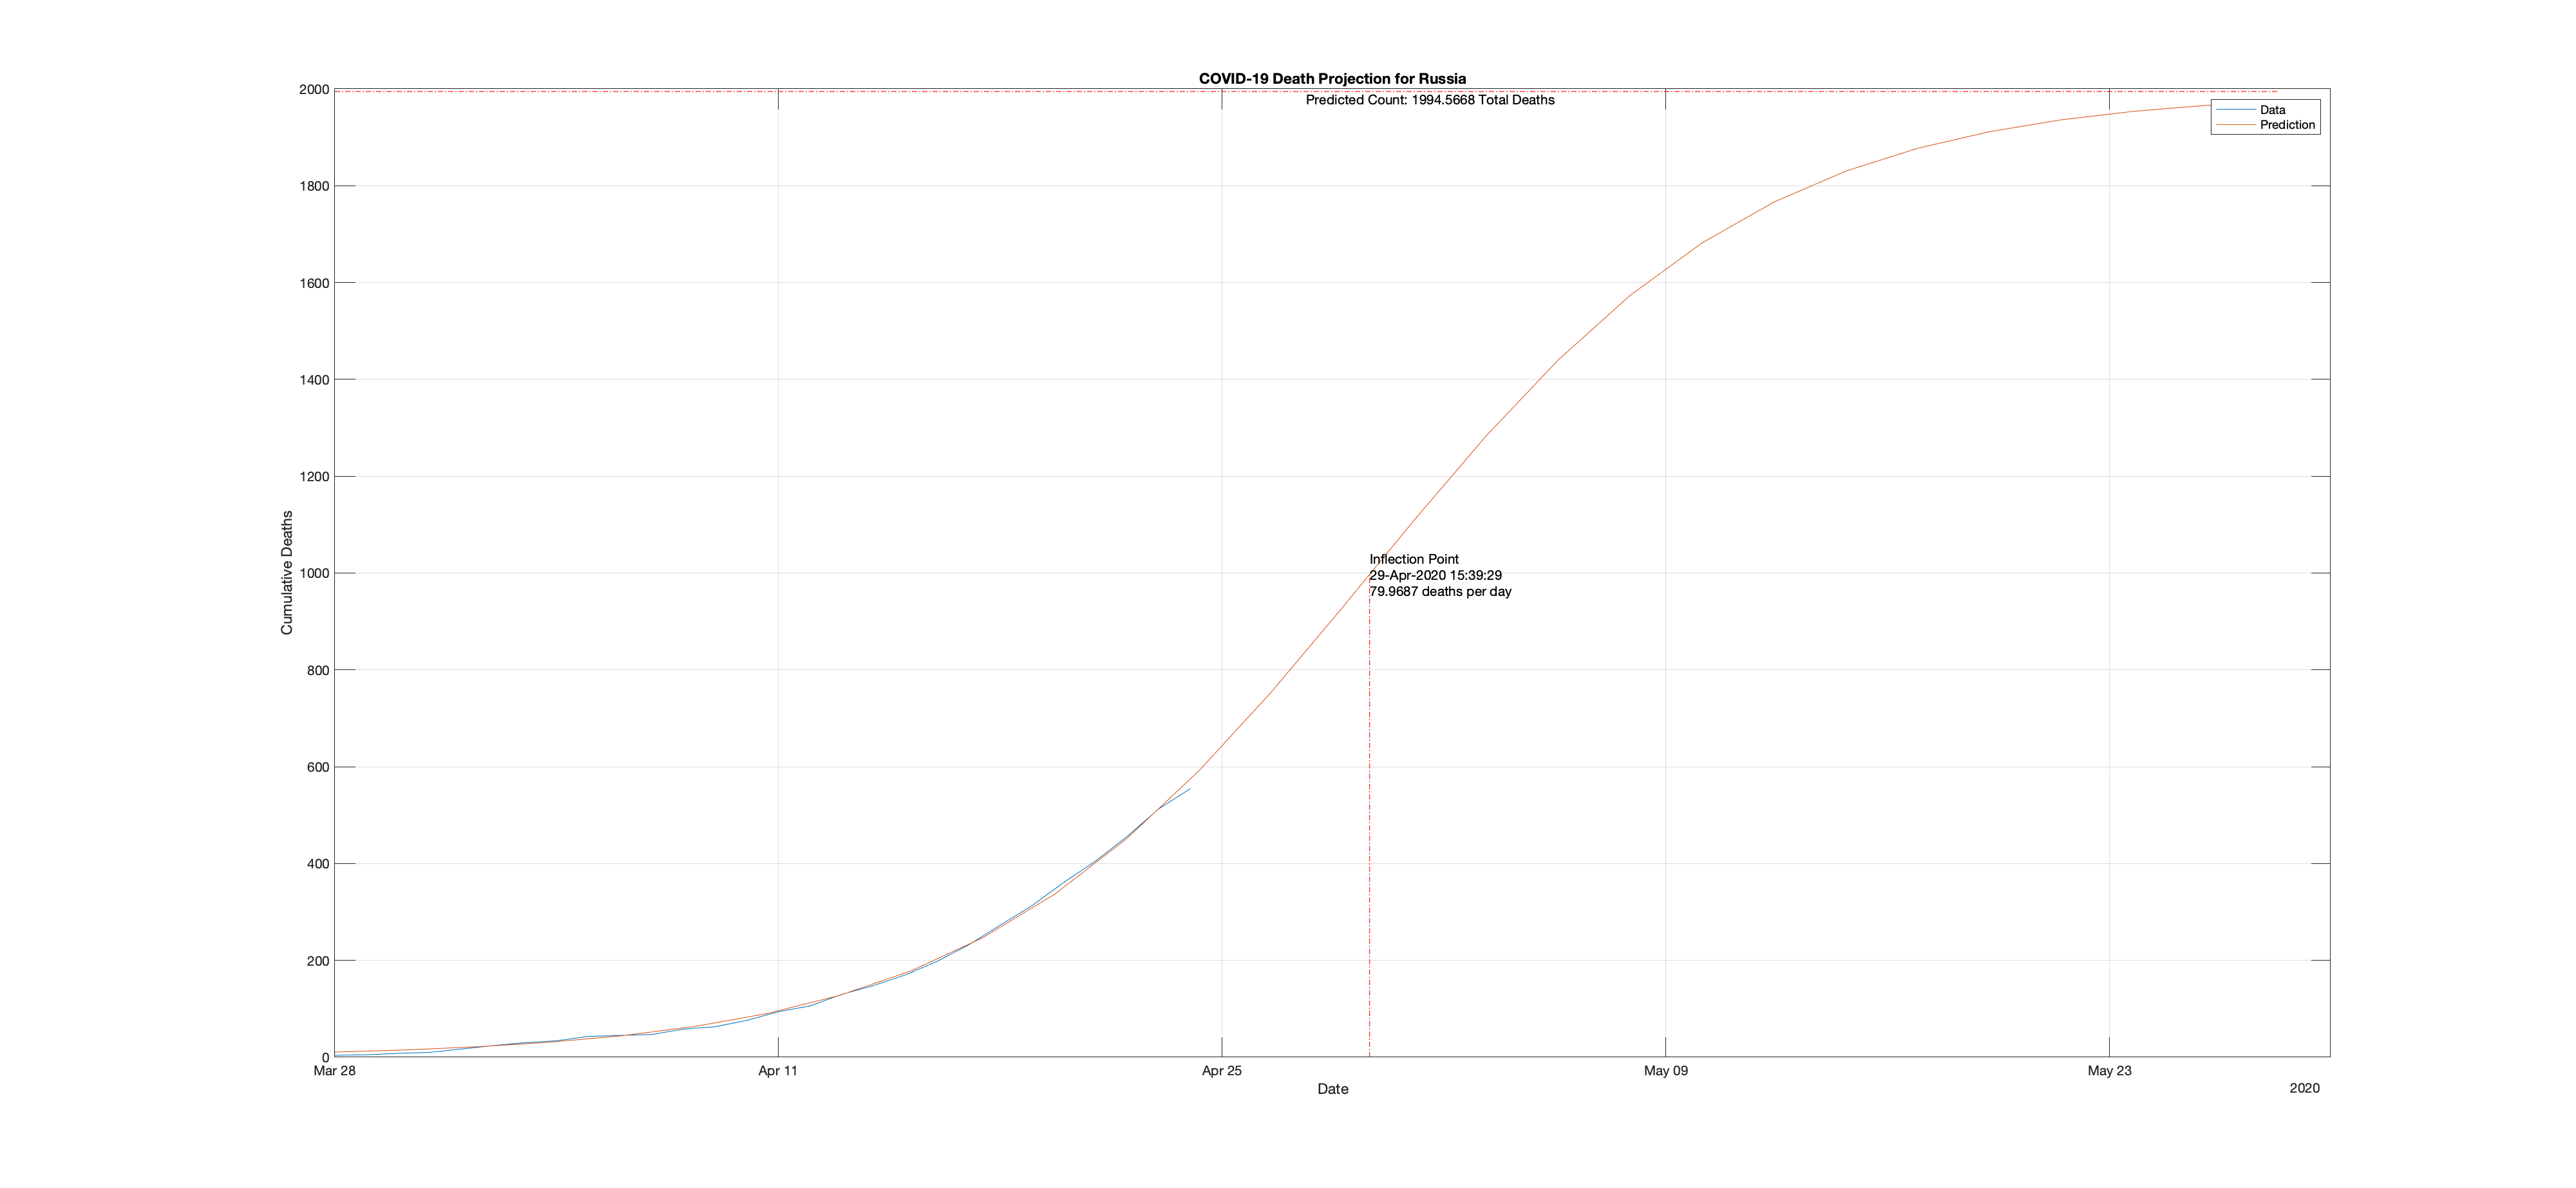 COVID-19 Death Projection for Russia
Predicted Count: 1994.5668 Total Deaths
Data
Prediction
2000
1800
1600
1400
1200
1000
800
600
400
200
0
Cumulative Deaths
Inflection Point
29-Apr-2020 15:39:29
79.9687 deaths per day
Mar 28
Apr 11
Apr 25
May 09
May 23
Date
2020